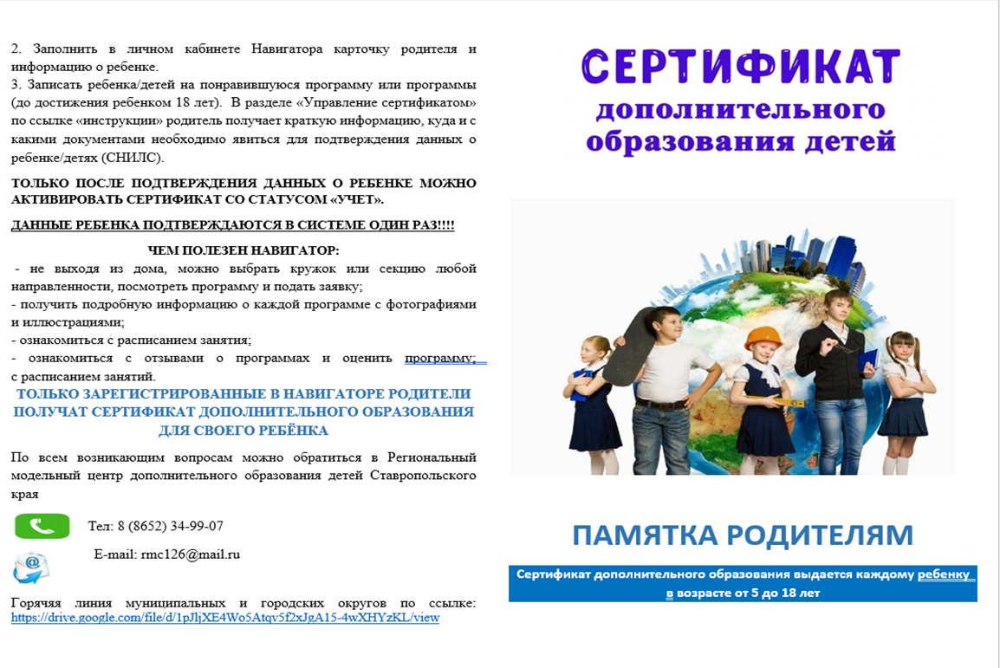 2. Заполнить в личном кабинете Навигатора карточку родителя и
информацию о ребенке.
3. Записать ребенка/детей на понравившуюся программу или программы
(до достижения ребенком 18 лет). В разделе «Управление сертификатом»
по ссылке «инструкции» родитель получает краткую информацию, куда и с
какими документами необходимо явиться для подтверждения данных о
ребенке/детях (СНИЛС).
ТОЛЬКО ПОСЛЕ ПОДТВЕРЖДЕНИЯ ДАННЫХ О РЕБЕНКЕ МОЖНО
АКТИВИРОВАТЬ СЕРТИФИКАТ СО СТАТУСОМ «УЧЕТ».
ДАННЫЕ РЕБЕНКА ПОДТВЕРЖДАЮТСЯ В СИСТЕМЕ ОДИН РАЗ!!!!
ЧЕМ ПОЛЕЗЕН НАВИГАТОР:
- не выходя из дома, можно выбрать кружок или секцию любой
направленности, посмотреть программу и подать заявку;
- получить подробную информацию о каждой программе с фотографиями
и иллюстрациями;
- ознакомиться с расписанием занятия;
- ознакомиться с отзывами о программах и оценить программу;
с расписанием занятий.
ТОЛЬКО ЗАРЕГИСТРИРОВАННЫЕ В НАВИГАТОРЕ РОДИТЕЛИ
ПОЛУЧАТ СЕРТИФИКАТ ДОПОЛНИТЕЛЬНОГО ОБРАЗОВАНИЯ
ДЛЯ СВОЕГО РЕБЁНКА
По всем возникающим вопросам можно обратиться в Региональный
модельный центр дополнительного образования детей Ставропольского
края
Тел: 8 (8652) 34-99-07
E-mail: rmc126@mail.ru
Горячая линия муниципальных и городских округов по ссылке:
https://drive.google.com/file/d/1pJljXE4Wo5Atqv5f2xJgA15-4wXHYzKL/view
СЕРТИФИКАТ
дополнительного
образования детей
ПАМЯТКА РОДИТЕЛЯМ
Сертификат дополнительного образования выдается каждому ребенку
в возрасте от 5 до 18 лет